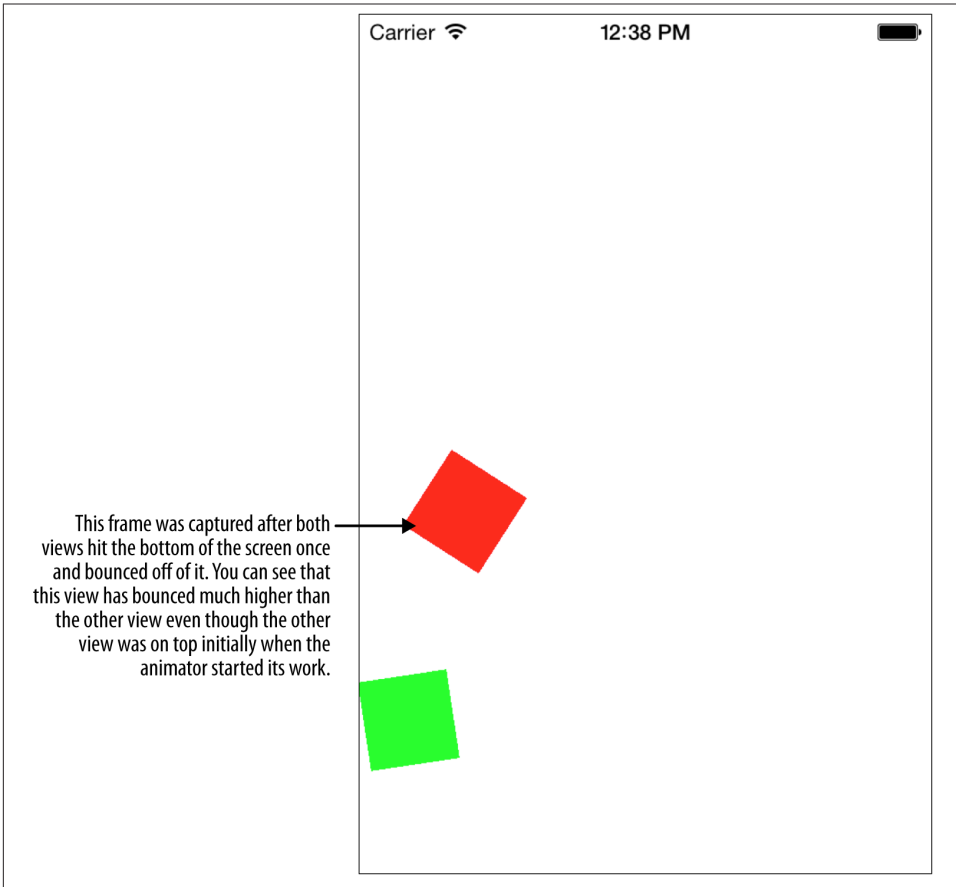 Carrier
12:38 PM
This frame was captured after both
views hit the bottom of the screen once
and bounced off of it. You can see that
this view has bounced much higher than
the other view even though the other
view was on top initially when the
animator started its work.